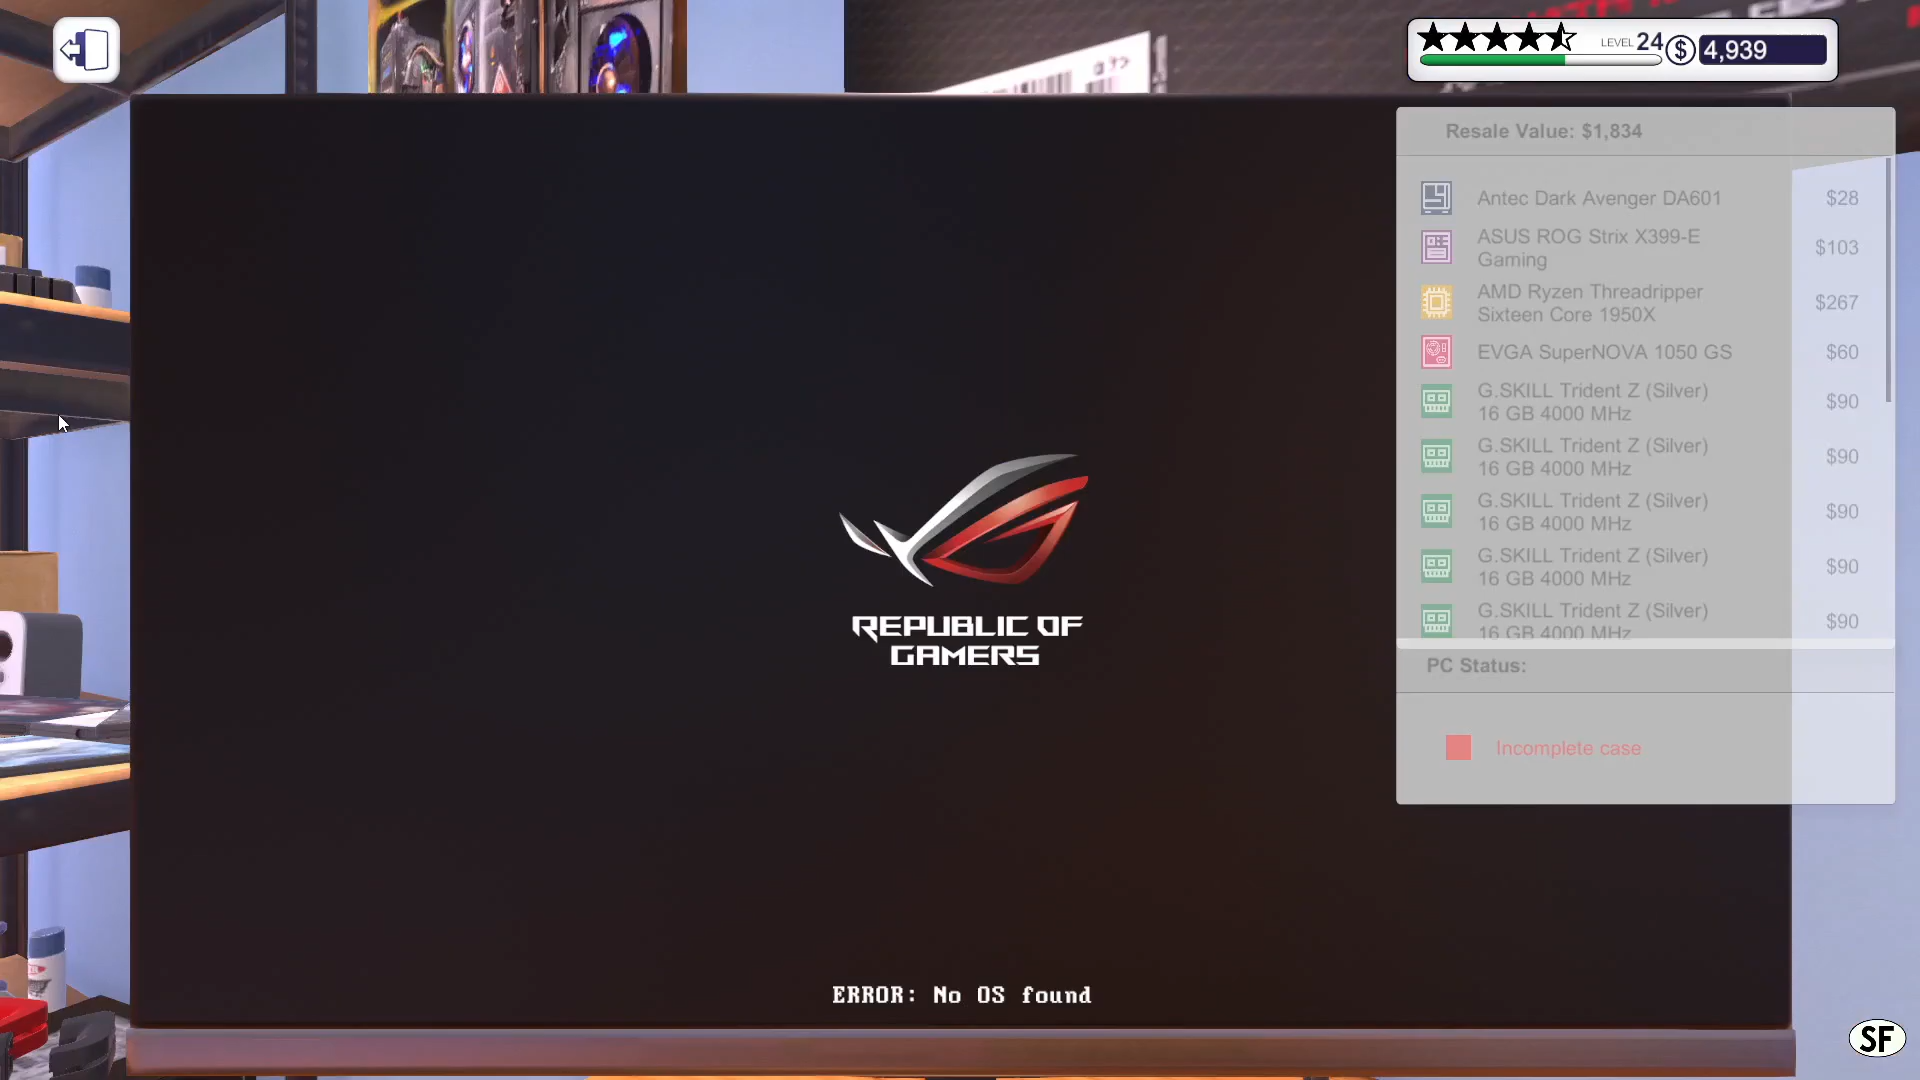 LEVEL 24
$ 4,939
Resale Value: $1,834
Antec Dark Avenger DA601 $28
ASUS ROG Strix X399-E
Gaming $103
AMD Ryzen Threadripper
Sixteen Core 1950X $267
EVGA SuperNOVA 1050 GS $60
G.SKILL Trident Z (Silver)
16 GB 4000 MHz $90
G.SKILL Trident Z (Silver)
16 GB 4000 MHz $90
G.SKILL Trident Z (Silver)
16 GB 4000 MHz $90
G.SKILL Trident Z (Silver)
16 GB 4000 MHz $90
G.SKILL Trident Z (Silver)
16 GB 4000 MHz $90
PC Status:
Incomplete case
REPUBLIC OF
GAMERS
ERROR: No OS found
SF